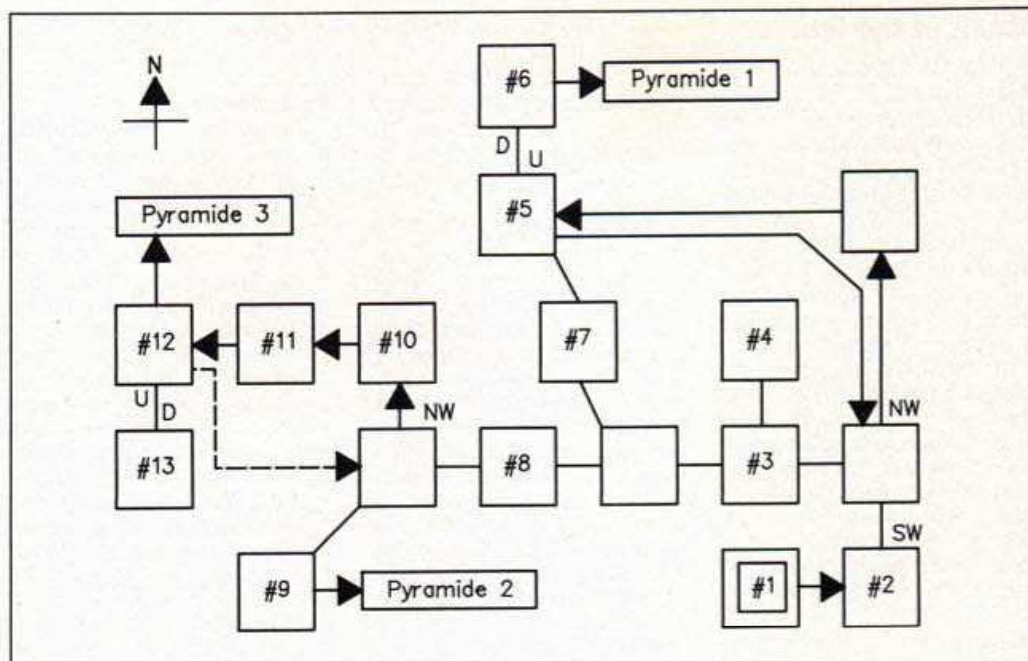 N
#6
Pyramide 1
D
U
#5
Pyramide 3
#12
#11
#10
#7
#4
U
D
NW
NW
#13
#8
#3
SW
#9
Pyramide 2
#1
#2